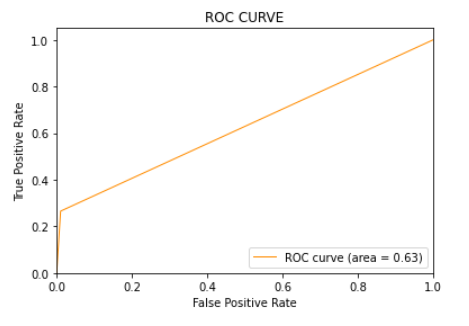 ROC CURVE
1.0
0.8
0.6
0.4
0.2
0.0
True Positive Rate
ROC curve (area = 0.63)
0.0 0.2 0.4 0.6 0.8 1.0
False Positive Rate